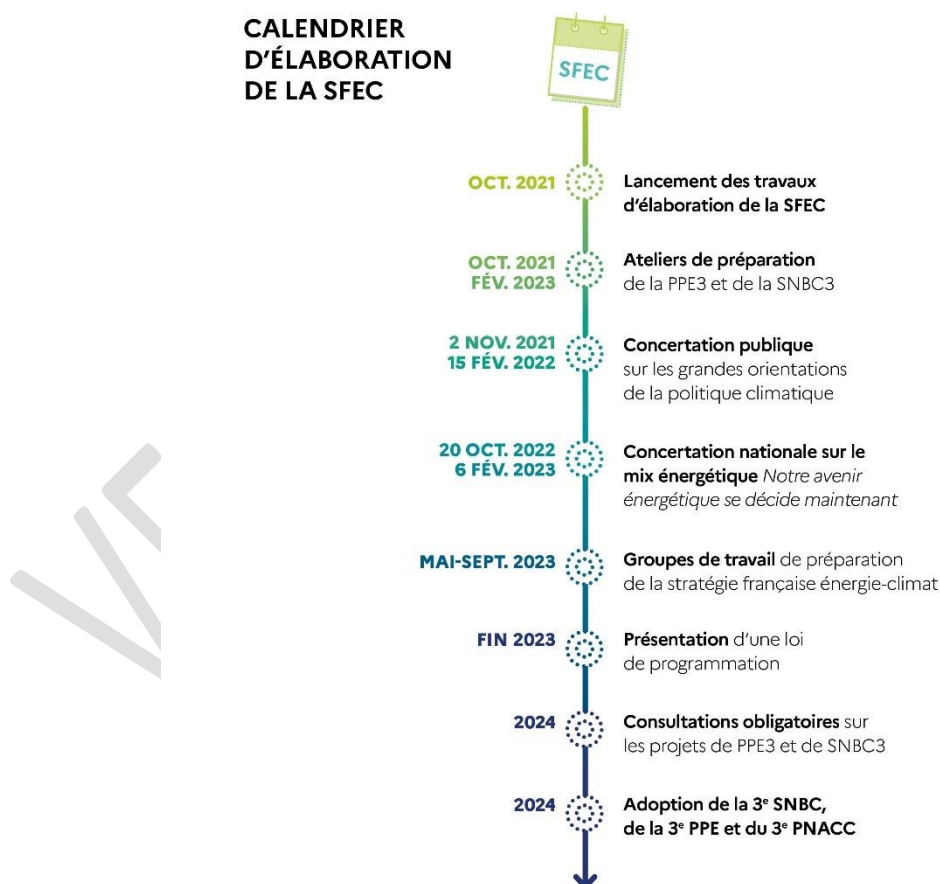 CALENDRIER
D'ÉLABORATION
DE LA SFEC
SFEC
OCT. 2021
Lancement des travaux
d'élaboration de la SFEC
OCT. 2021
FÉV. 2023
Ateliers de préparation
de la PPE3 et de la SNBC3
2 NOV. 2021
15 FÉV. 2022
Concertation publique
sur les grandes orientations
de la politique climatique
20 OCT. 2022
6 FÉV. 2023
Concertation nationale sur le
mix énergétique Notre avenir
énergétique se décide maintenant
MAI-SEPT. 2023
Groupes de travail de préparation
de la stratégie française énergie-climat
FIN 2023
Présentation d'une loi
de programmation
2024
Consultations obligatoires sur
les projets de PPE3 et de SNBC3
2024
Adoption de la 3e SNBC,
de la 3e PPE et du 3e PNACC